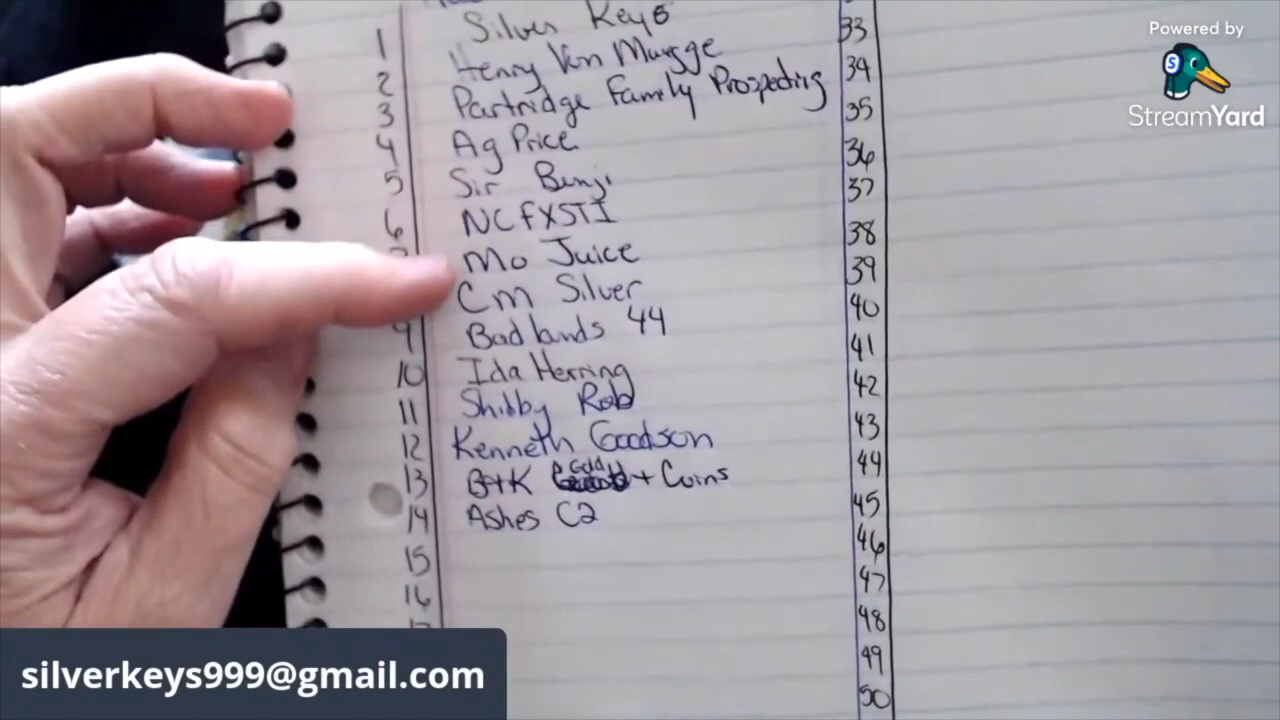 1 Silver Keys
2 Henry Von Muegge
3 Partridge Family Prospecting
4 Ag Price
5 Sir Benji
6 NCFXSTI
Mo Juice
Cm Silver
9 Badlands 44
10 Ida Herring
11 Shibby Rob
12 Kenneth Goodson
13 B+K Gold + Coins
14 Ashes C2
15
16
33
34
35
36
37
38
39
40
41
42
43
44
45
46
47
48
49
50
Powered by
StreamYard
silverkeys999@gmail.com